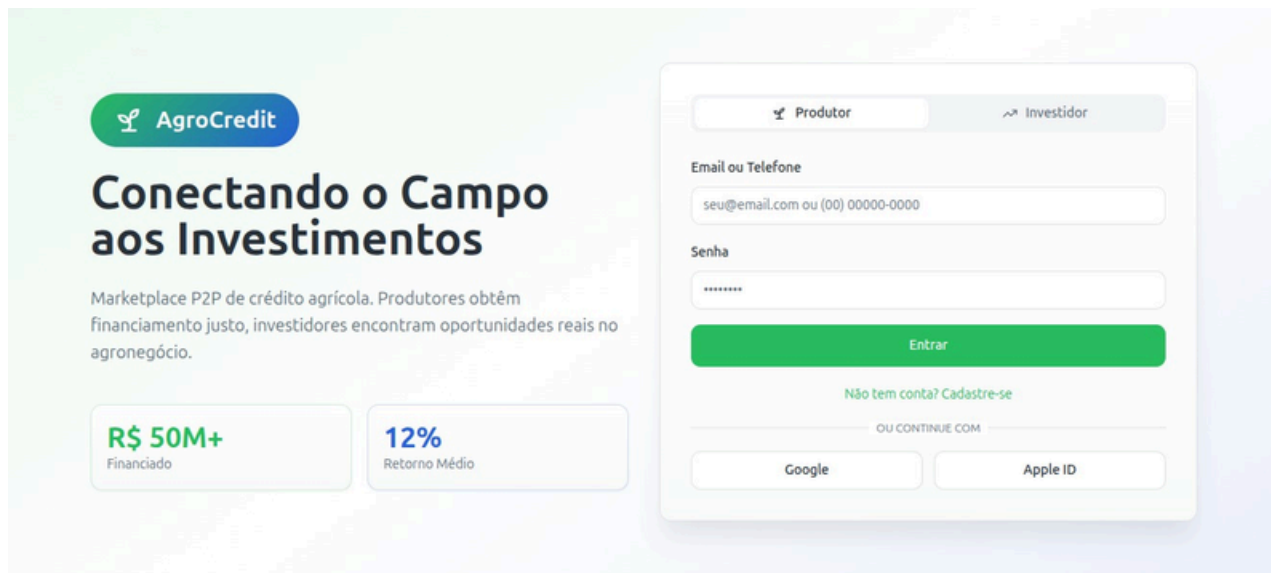 AgroCredit
Conectando o Campo
aos Investimentos
Marketplace P2P de crédito agrícola. Produtores obtêm
financiamento justo, investidores encontram oportunidades reais no
agronegócio.
R$ 50M+
Financiado
12%
Retorno Médio
Produtor
Investidor
Email ou Telefone
seu@email.com ou (00) 00000-0000
Senha
••••••••
Entrar
Não tem conta? Cadastre-se
OU CONTINUE COM
Google
Apple ID